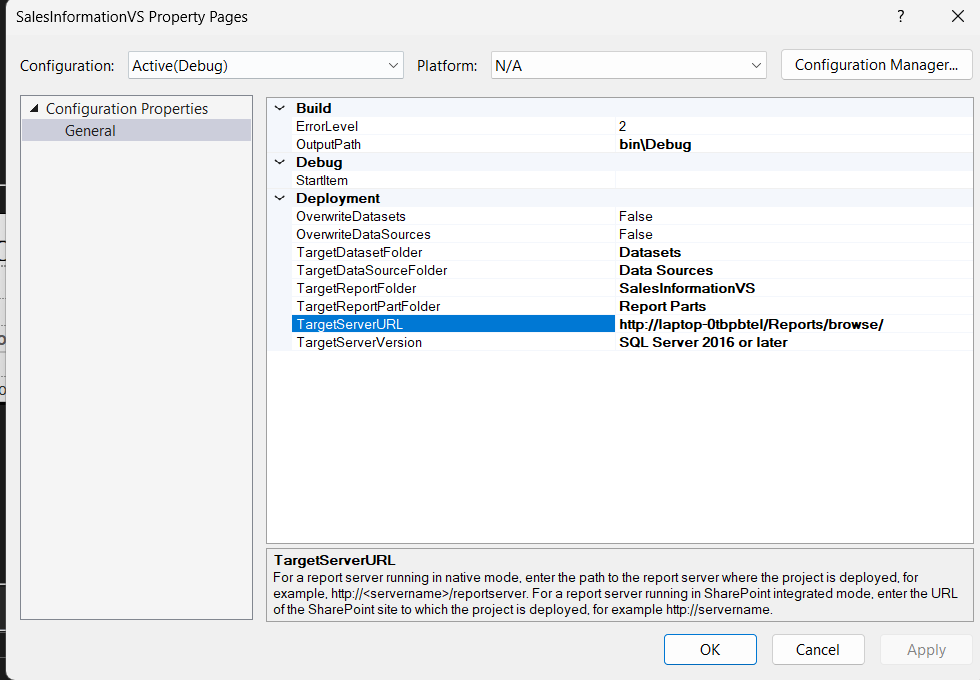 SalesInformationVS Property Pages
?
Configuration: Active(Debug) Platform: N/A Configuration Manager...
Configuration Properties
General
Build
ErrorLevel 2
OutputPath bin\Debug
Debug
StartItem
Deployment
OverwriteDatasets False
OverwriteDataSources False
TargetDatasetFolder Datasets
TargetDataSourceFolder Data Sources
TargetReportFolder SalesInformationVS
TargetReportPartFolder Report Parts
TargetServerURL http://laptop-0tbpbtel/Reports/browse/
TargetServerVersion SQL Server 2016 or later
TargetServerURL
For a report server running in native mode, enter the path to the report server where the project is deployed, for
example, http://<servername>/reportserver. For a report server running in SharePoint integrated mode, enter the URL
of the SharePoint site to which the project is deployed, for example http://servername.
OK Cancel Apply